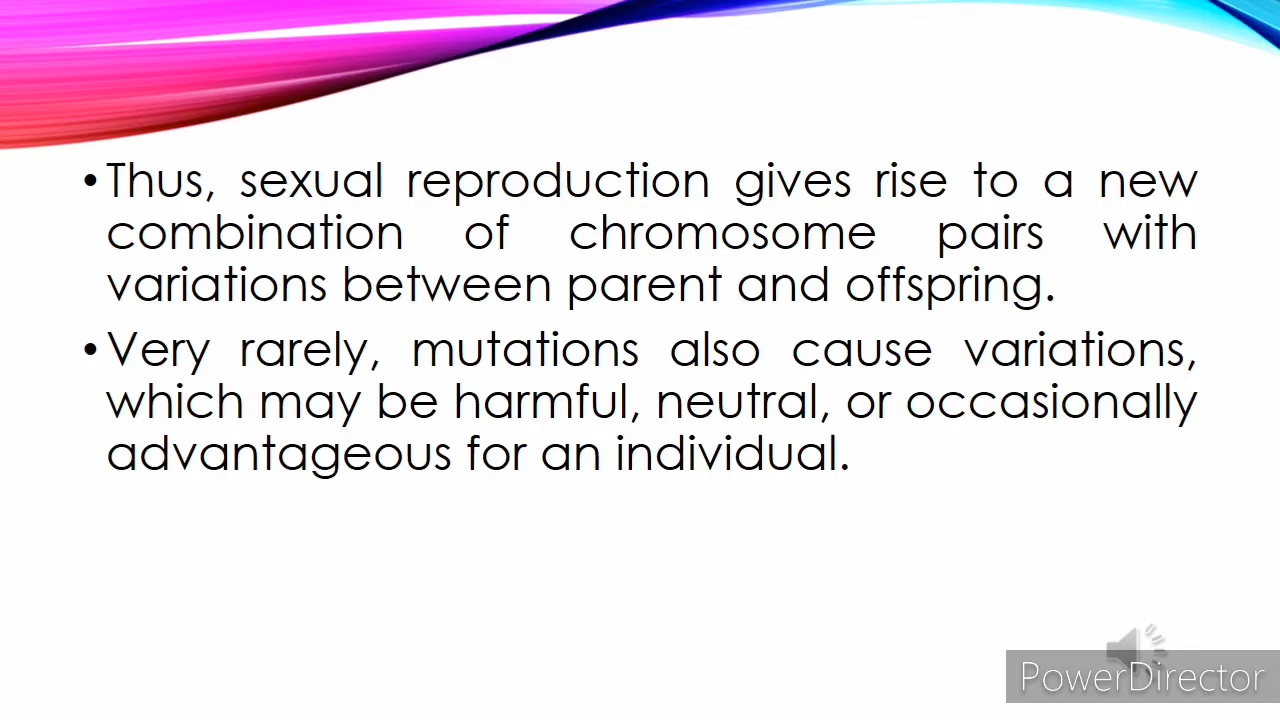 •Thus, sexual reproduction gives rise to a new
combination of chromosome pairs with
variations between parent and offspring.
•Very rarely, mutations also cause variations,
which may be harmful, neutral, or occasionally
advantageous for an individual.
PowerDirector